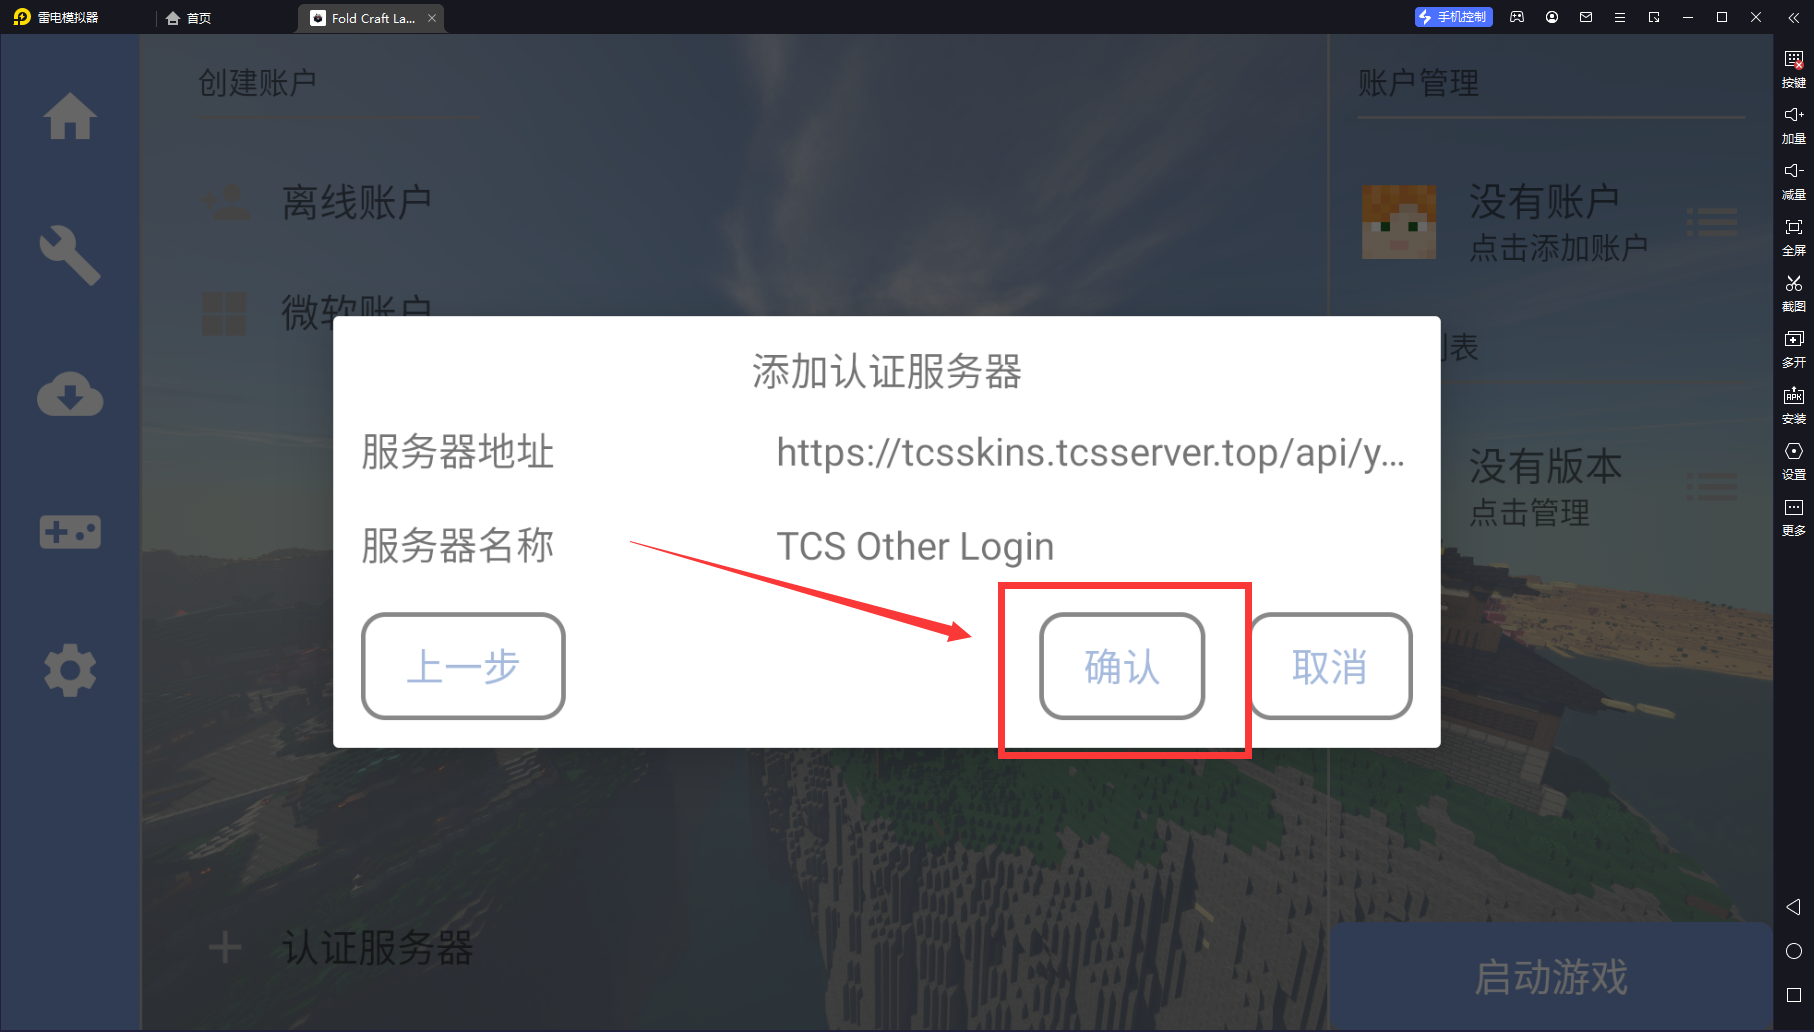 雷电模拟器
首页
Fold Craft La...
手机控制
创建账户
离线账户
微软账户
认证服务器
账户管理
没有账户
点击添加账户
列表
没有版本
点击管理
启动游戏
添加认证服务器
服务器地址
https://tcsskins.tcsserver.top/api/y...
服务器名称
TCS Other Login
上一步
确认
取消
按键
加量
减量
全屏
截图
多开
APK
安装
设置
更多